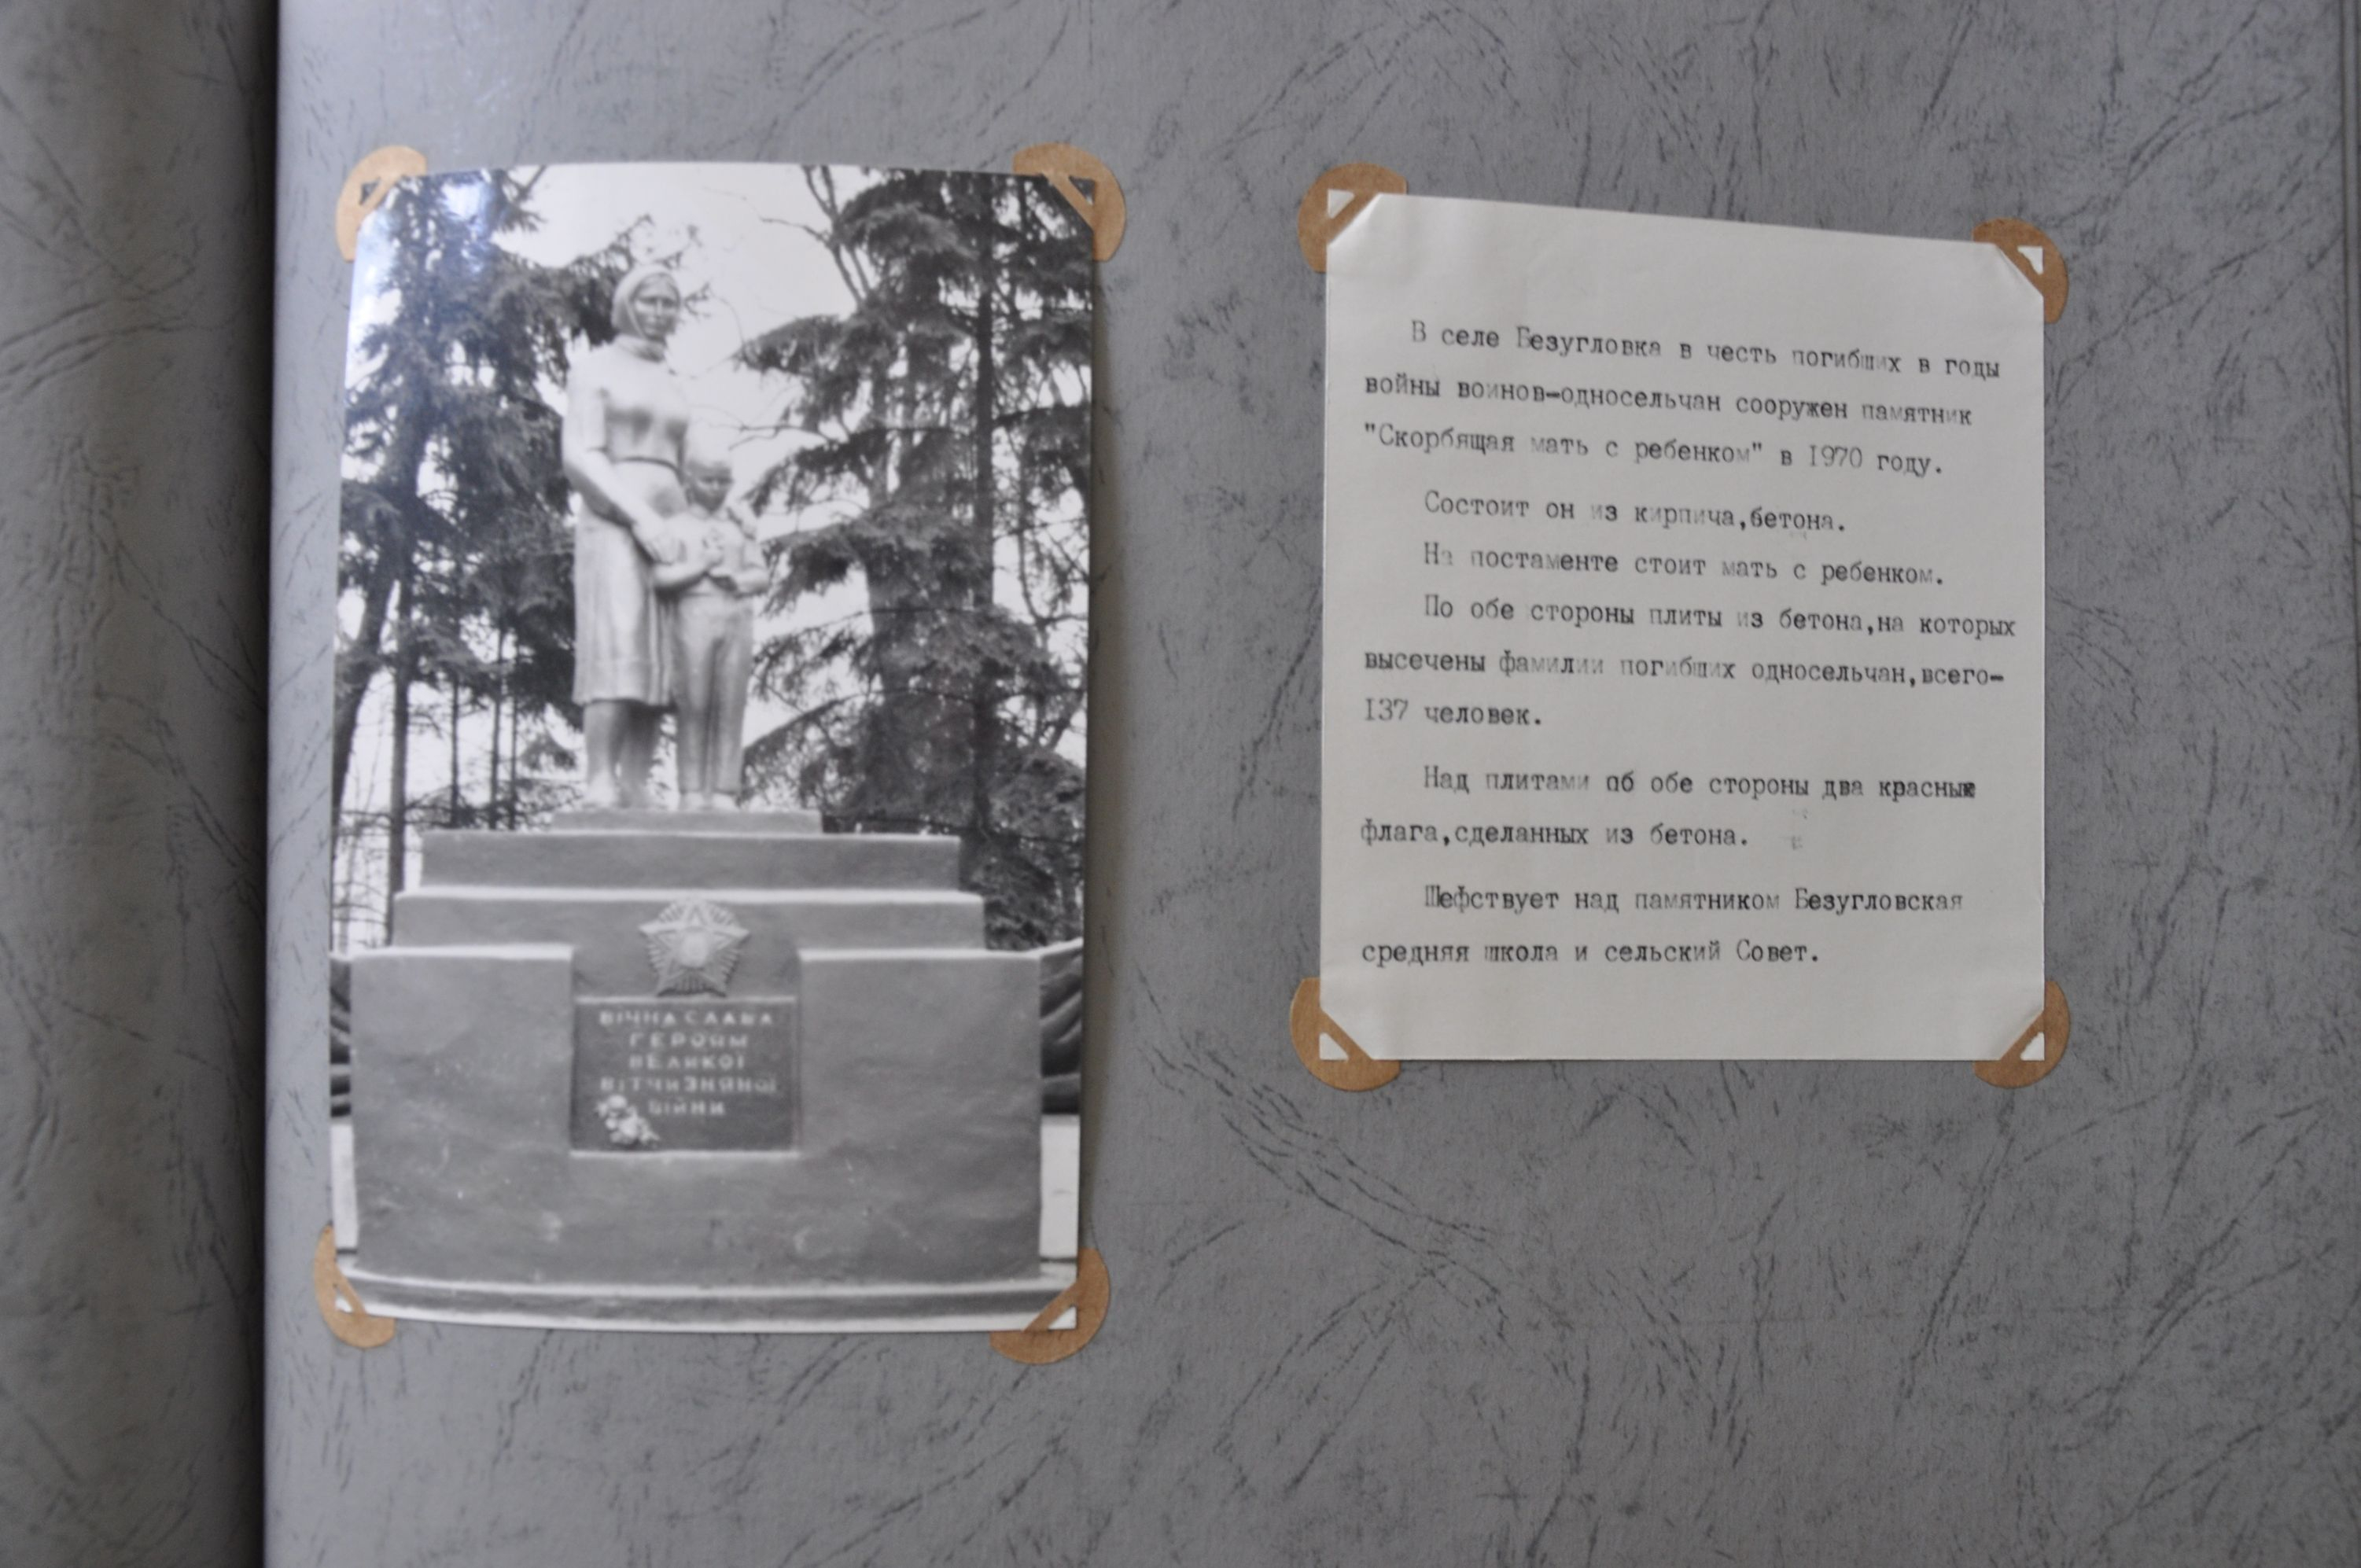 ВІЧНА СЛАВА
ГЕРОЯМ
ВЕЛИКОЇ
ВІТЧИЗНЯНОЇ
ВІЙНИ
В селе Безугловка в честь погибших в годы
войны воинов-односельчан сооружен памятник
"Скорбящая мать с ребенком" в 1970 году.
Состоит он из кирпича,бетона.
На постаменте стоит мать с ребенком.
По обе стороны плиты из бетона,на которых
высечены фамилии погибших односельчан,всего-
137 человек.
Над плитами об обе стороны два красных
флага,сделанных из бетона.
Шефствует над памятником Безугловская
средняя школа и сельский Совет.